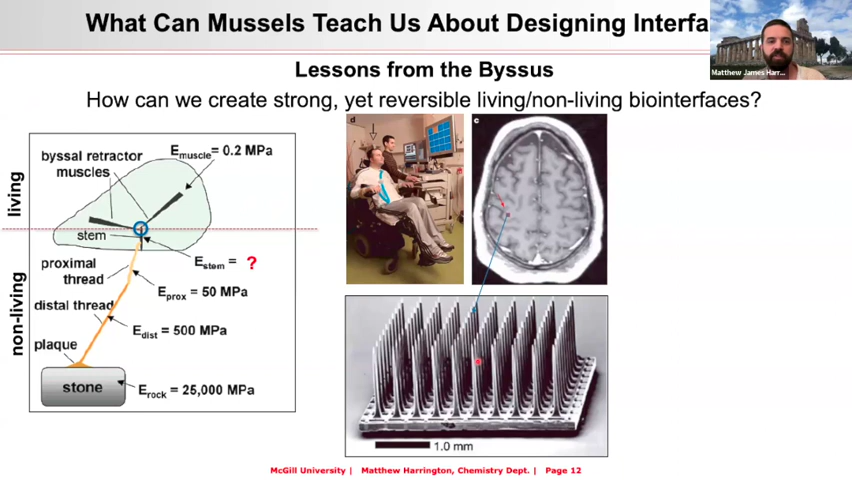 What Can Mussels Teach Us About Designing Interfa
Matthew James Harr...
Lessons from the Byssus
How can we create strong, yet reversible living/non-living biointerfaces?
living
non-living
byssal retractor
muscles
Emuscle= 0.2 MPa
stem
Estem = ?
proximal
thread
Eprox = 50 MPa
distal thread
Edist = 500 MPa
plaque
stone
Erock = 25,000 MPa
d
c
1.0 mm
McGill University | Matthew Harrington, Chemistry Dept. | Page 12